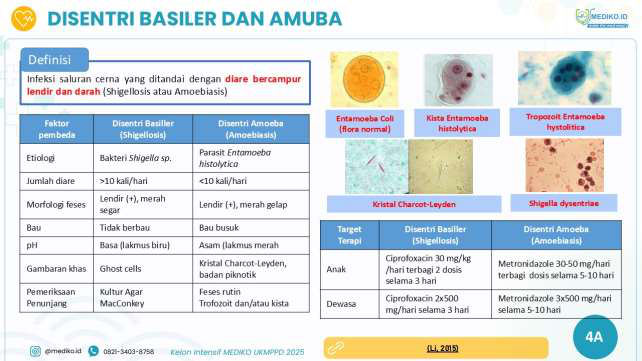 DISENTRI BASILER DAN AMUBA
MEDIKO.ID
Definisi
Infeksi saluran cerna yang ditandai dengan diare bercampur
lendir dan darah (Shigellosis atau Amoebiasis)
Faktor pembeda | Disentri Basiller (Shigellosis) | Disentri Amoeba (Amoebiasis)
Etiologi | Bakteri Shigella sp. | Parasit Entamoeba histolytica
Jumlah diare | >10 kali/hari | <10 kali/hari
Morfologi feses | Lendir (+), merah segar | Lendir (+), merah gelap
Bau | Tidak berbau | Bau busuk
pH | Basa (lakmus biru) | Asam (lakmus merah
Gambaran khas | Ghost cells | Kristal Charcot-Leyden, badan piknotik
Pemeriksaan Penunjang | Kultur Agar MacConkey | Feses rutin Trofozoit dan/atau kista
Entamoeba Coli
(flora normal)
Kista Entamoeba
histolytica
Tropozoit Entamoeba
hystolitica
Kristal Charcot-Leyden
Shigella dysentriae
Target Terapi | Disentri Basiller (Shigellosis) | Disentri Amoeba (Amoebiasis)
Anak | Ciprofoxacin 30 mg/kg /hari terbagi 2 dosis selama 3 hari | Metronidazole 30-50 mg/hari terbagi dosis selama 5-10 hari
Dewasa | Ciprofoxacin 2x500 mg/hari selama 3 hari | Metronidazole 3x500 mg/hari selama 5-10 hari
4A
(Li, 2015)
@mediko.id
0821-3403-8758
Kelan Intensif MEDIKO UKMPPD 2025